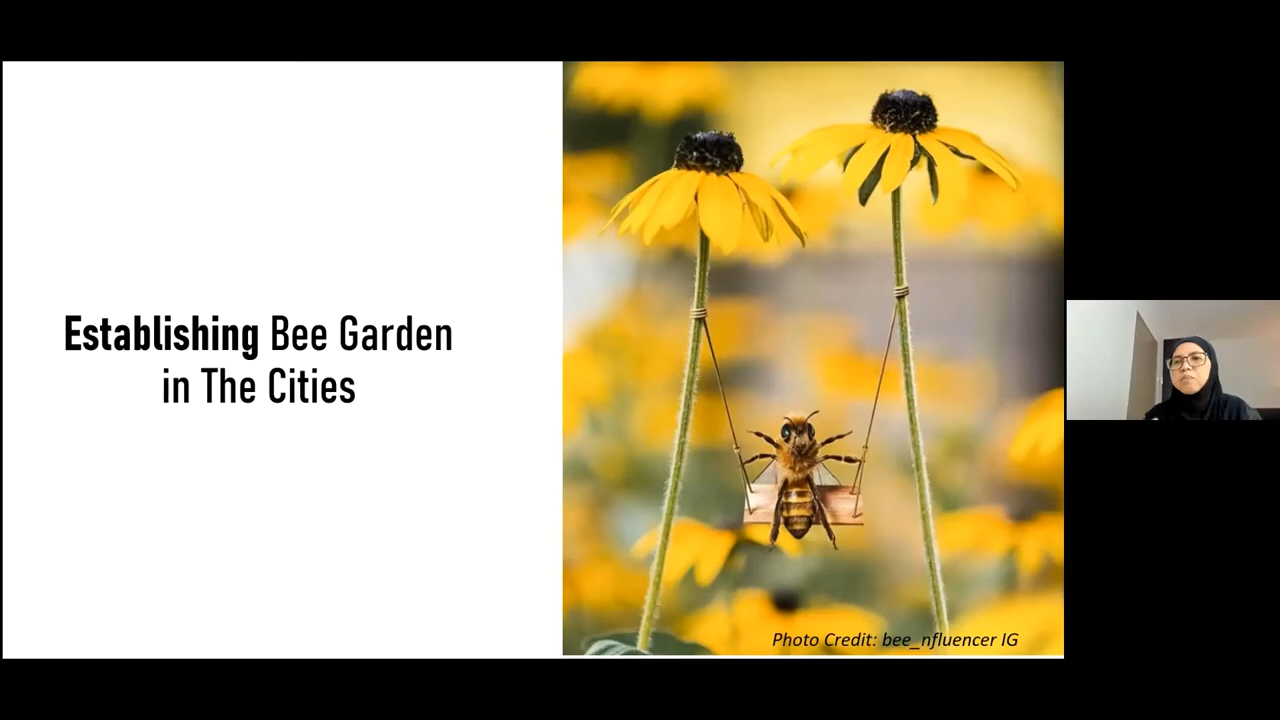 Establishing Bee Garden
in The Cities
Photo Credit: bee_nfluencer IG